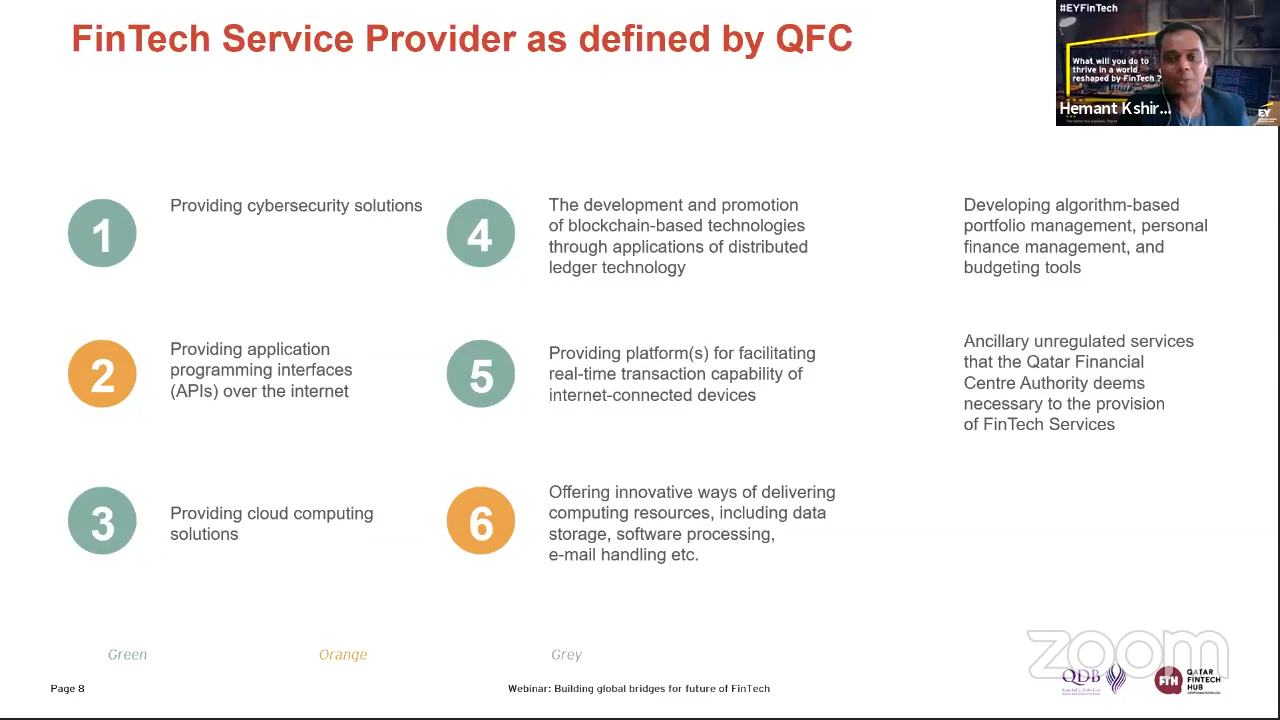 FinTech Service Provider as defined by QFC
#EYFinTech
What will you do to
thrive in a world
reshaped by FinTech ?
Hemant Kshir...
EY
1
Providing cybersecurity solutions
2
Providing application
programming interfaces
(APIs) over the internet
3
Providing cloud computing
solutions
4
The development and promotion
of blockchain-based technologies
through applications of distributed
ledger technology
5
Providing platform(s) for facilitating
real-time transaction capability of
internet-connected devices
6
Offering innovative ways of delivering
computing resources, including data
storage, software processing,
e-mail handling etc.
Developing algorithm-based
portfolio management, personal
finance management, and
budgeting tools
Ancillary unregulated services
that the Qatar Financial
Centre Authority deems
necessary to the provision
of FinTech Services
Green
Orange
Grey
zoom
Page 8
Webinar: Building global bridges for future of FinTech
QDB
FTH
QATAR
FINTECH
HUB